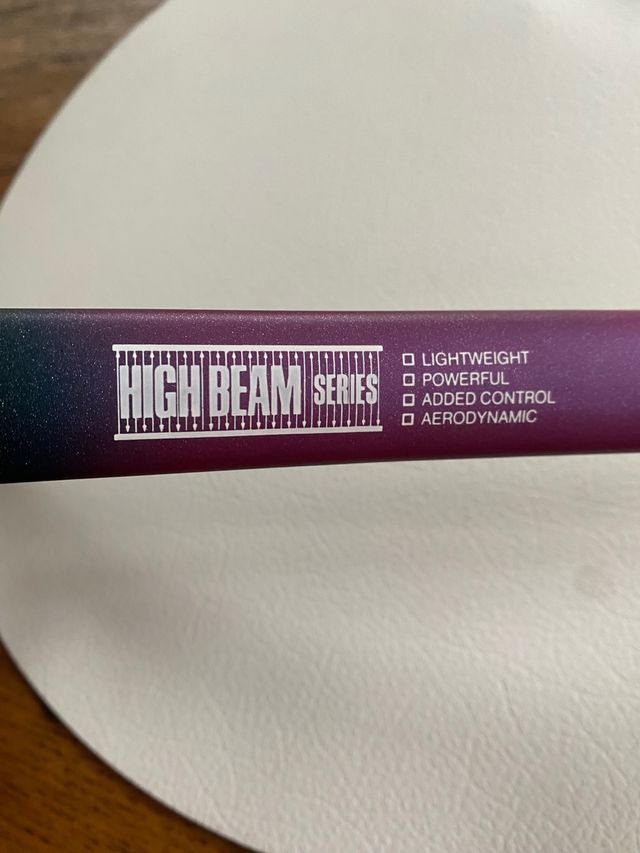 HIGH BEAM SERIES
LIGHTWEIGHT
POWERFUL
ADDED CONTROL
AERODYNAMIC